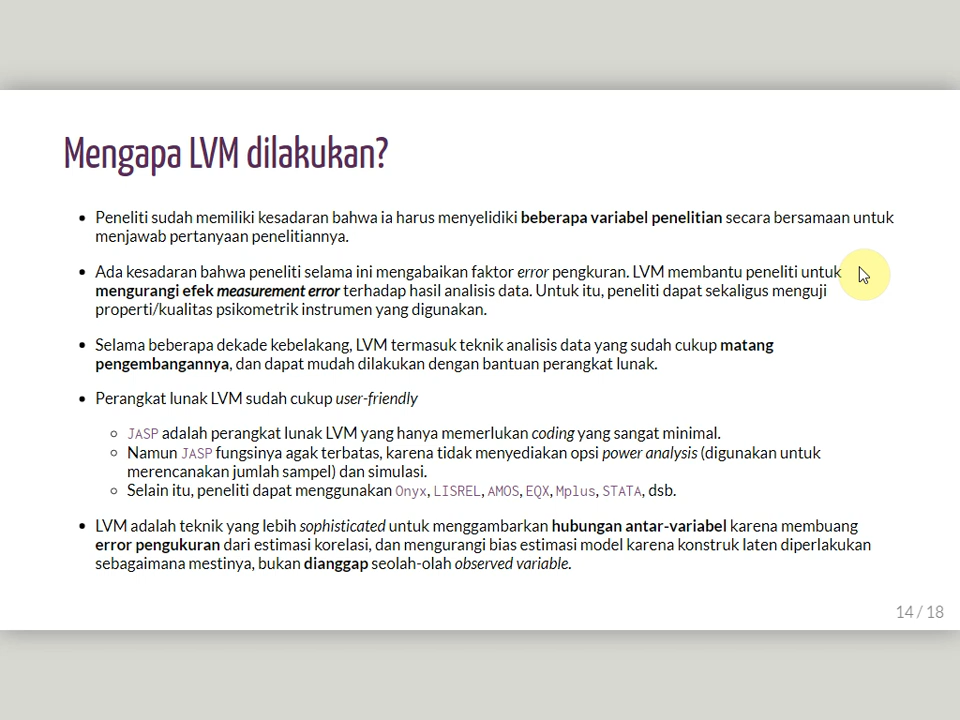 Mengapa LVM dilakukan?
Peneliti sudah memiliki kesadaran bahwa ia harus menyelidiki beberapa variabel penelitian secara bersamaan untuk
menjawab pertanyaan penelitiannya.
Ada kesadaran bahwa peneliti selama ini mengabaikan faktor error pengkuran. LVM membantu peneliti untuk
mengurangi efek measurement error terhadap hasil analisis data. Untuk itu, peneliti dapat sekaligus menguji
properti/kualitas psikometrik instrumen yang digunakan.
Selama beberapa dekade kebelakang, LVM termasuk teknik analisis data yang sudah cukup matang
pengembangannya, dan dapat mudah dilakukan dengan bantuan perangkat lunak.
Perangkat lunak LVM sudah cukup user-friendly
JASP adalah perangkat lunak LVM yang hanya memerlukan coding yang sangat minimal.
Namun JASP fungsinya agak terbatas, karena tidak menyediakan opsi power analysis (digunakan untuk
merencanakan jumlah sampel) dan simulasi.
Selain itu, peneliti dapat menggunakan Onyx, LISREL, AMOS, EQX, Mplus, STATA, dsb.
LVM adalah teknik yang lebih sophisticated untuk menggambarkan hubungan antar-variabel karena membuang
error pengukuran dari estimasi korelasi, dan mengurangi bias estimasi model karena konstruk laten diperlakukan
sebagaimana mestinya, bukan dianggap seolah-olah observed variable.
14 / 18